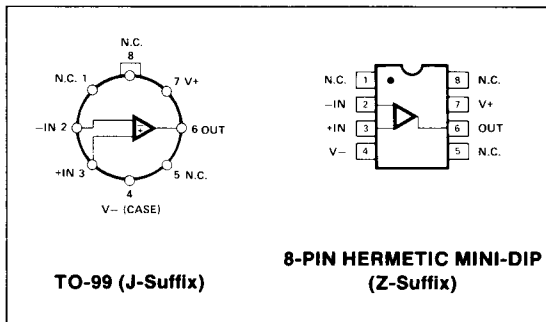 N.C.
8
N.C. 1
7 V+
−IN 2
6 OUT
+IN 3
5 N.C.
4
V− (CASE)
TO-99 (J-Suffix)
N.C. 1
8 N.C.
−IN 2
7 V+
+IN 3
6 OUT
V− 4
5 N.C.
8-PIN HERMETIC MINI-DIP
(Z-Suffix)